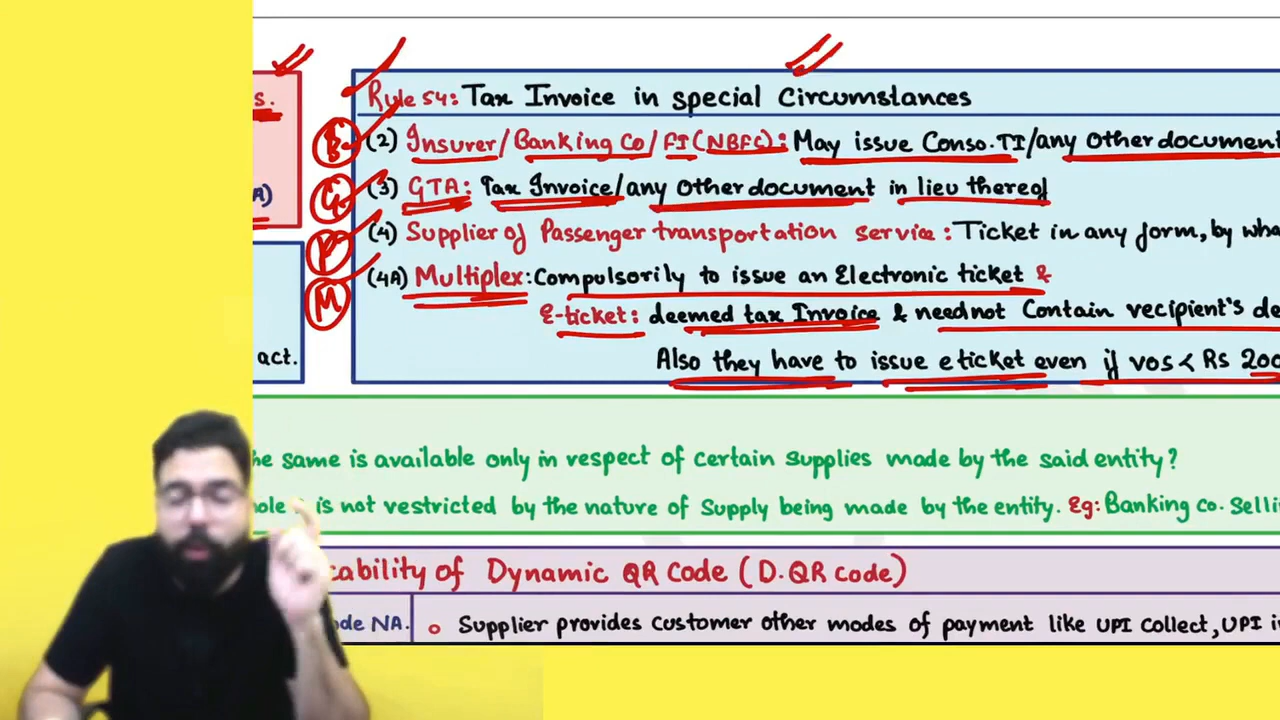 s.
A)
act.
Rule 54: Tax Invoice in special Circumstances
B (2) Insurer/Banking Co/FI(NBFC): May issue Conso.TI/any Other document
G (3) GTA: Tax Invoice/any Other document in lieu thereof
P (4) Supplier of Passenger transportation service: Ticket in any form, by wha
M (4A) Multiplex: Compulsorily to issue an Electronic ticket &
E-ticket: deemed tax Invoice & neednot Contain recipient's de
Also they have to issue eticket even if vos < Rs 200
he same is available only in respect of certain supplies made by the said entity?
is not restricted by the nature of Supply being made by the entity. Eg: Banking co. Selli
cability of Dynamic QR Code (D.QR code)
ode NA.
Supplier provides Customer other modes of payment like UPI Collect, UPI i